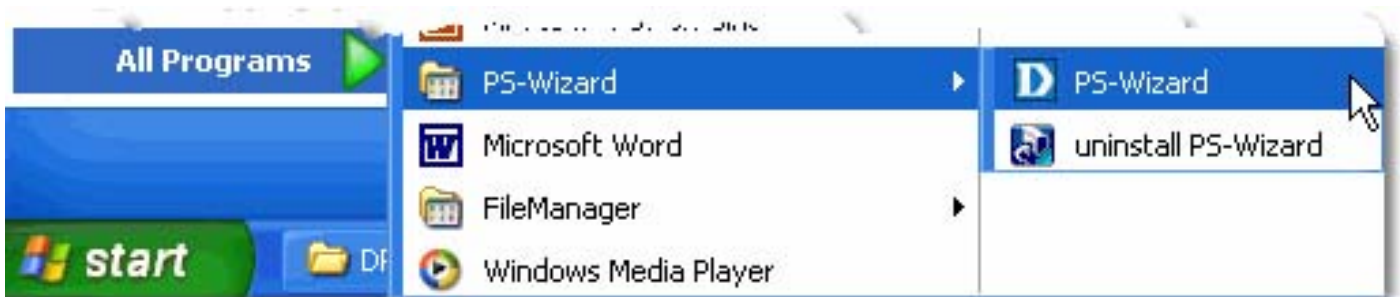 All Programs
PS-Wizard
PS-Wizard
Microsoft Word
uninstall PS-Wizard
FileManager
start
Windows Media Player